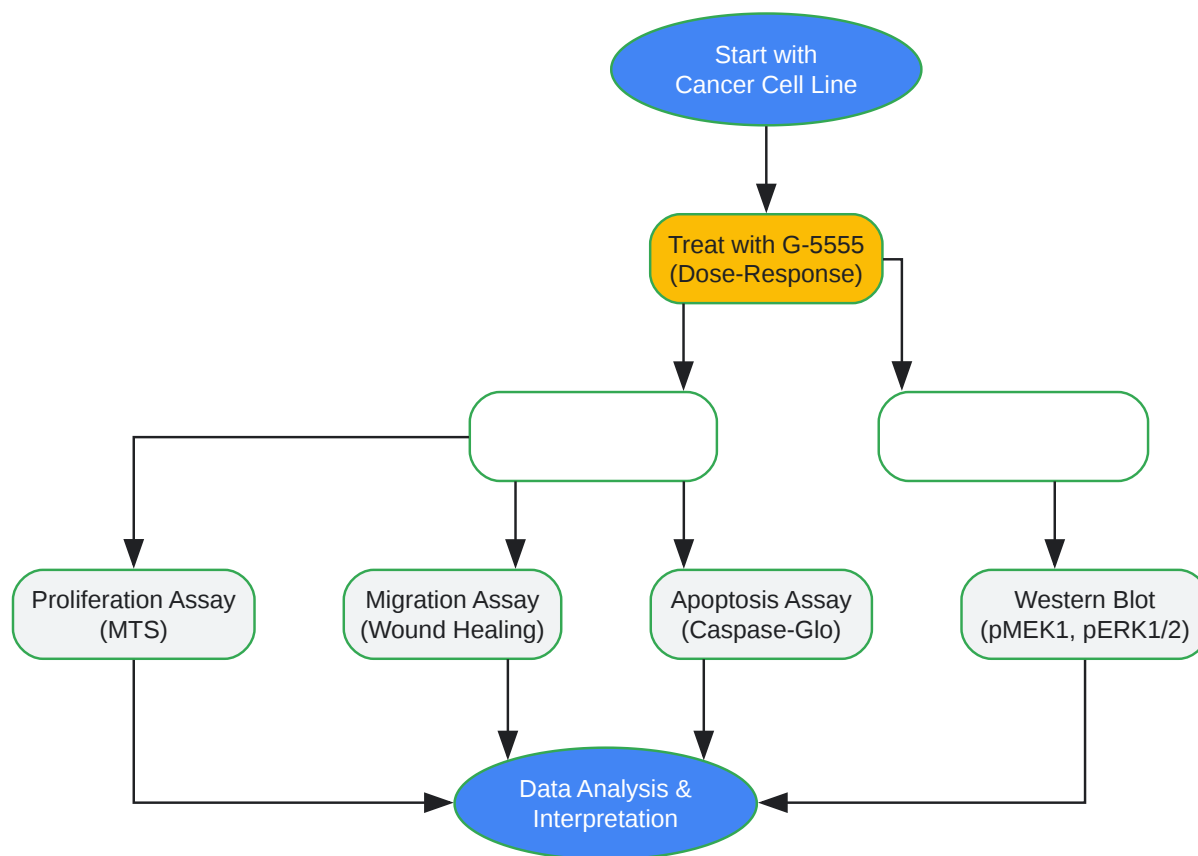 Start with
Cancer Cell Line
Treat with G-5555
(Dose-Response)
Proliferation Assay
(MTS)
Migration Assay
(Wound Healing)
Apoptosis Assay
(Caspase-Glo)
Western Blot
(pMEK1, pERK1/2)
Data Analysis &
Interpretation